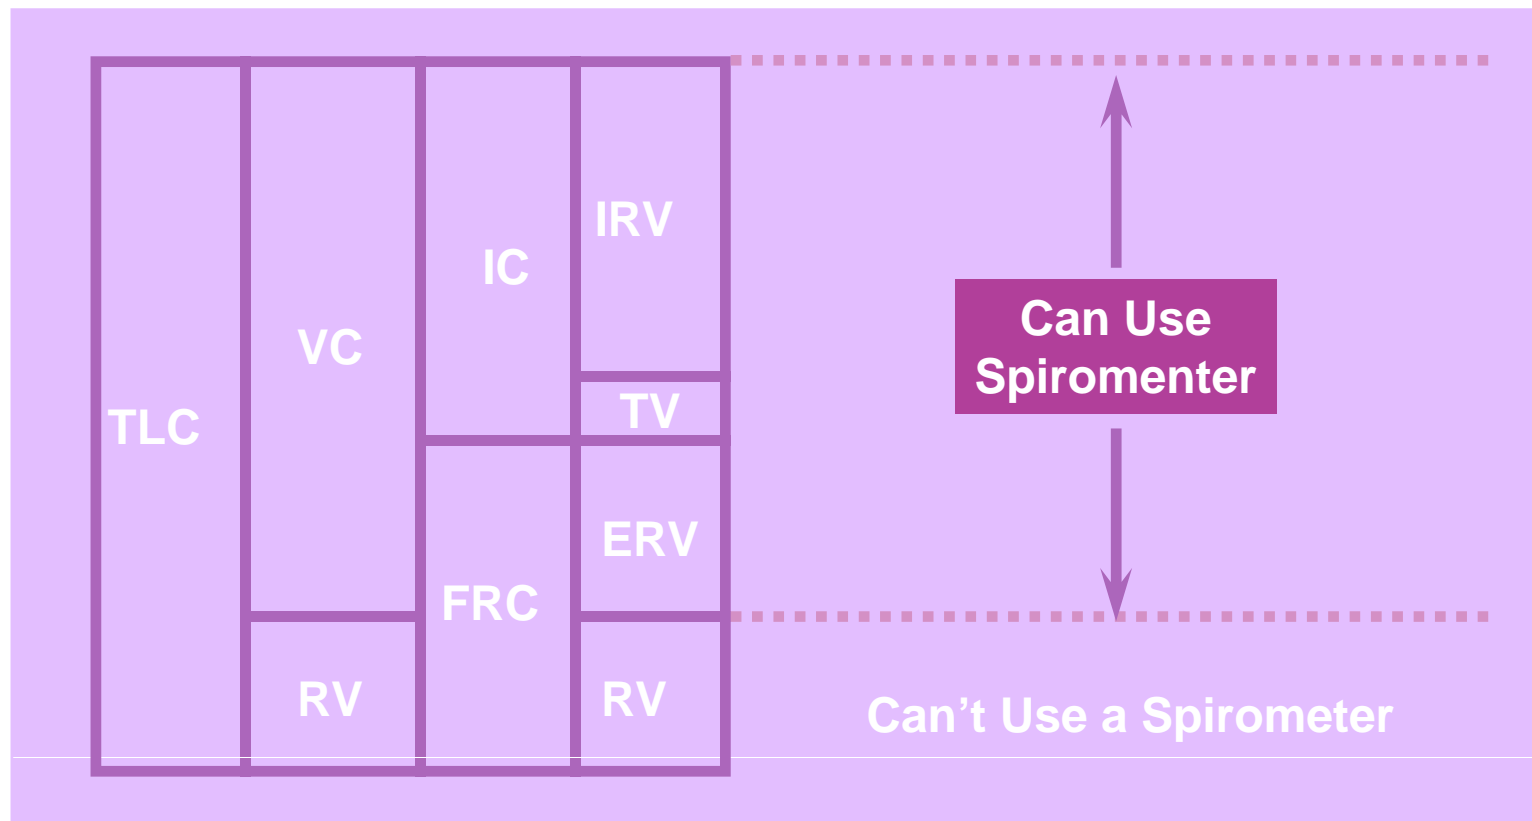 IRV
IC
Can Use
Spiromenter
VC
TV
TLC
ERV
FRC
RV
RV
Can’t Use a Spirometer